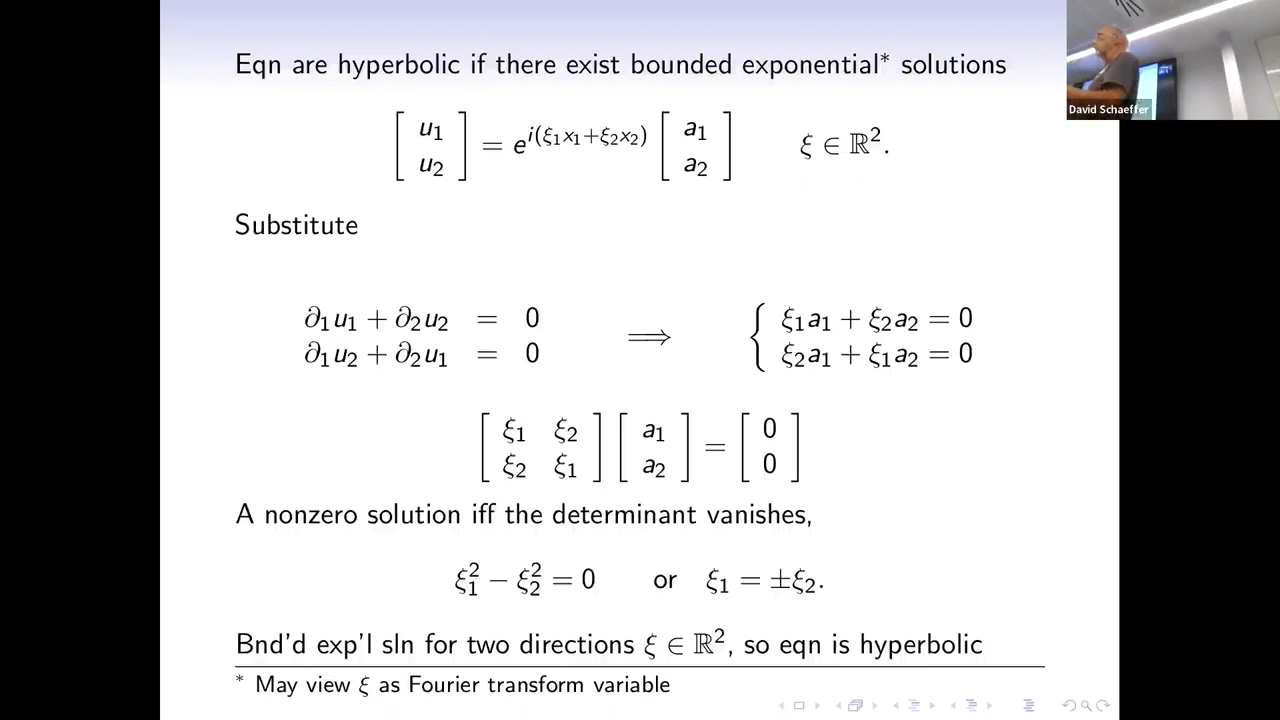 Eqn are hyperbolic if there exist bounded exponential* solutions
[ u₁ ; u₂ ] = e^{i(ξ₁x₁+ξ₂x₂)} [ a₁ ; a₂ ]   ξ ∈ ℝ².
David Schaeffer
Substitute
∂₁u₁ + ∂₂u₂ = 0 ⟹ { ξ₁a₁ + ξ₂a₂ = 0
∂₁u₂ + ∂₂u₁ = 0   ξ₂a₁ + ξ₁a₂ = 0
[ ξ₁ ξ₂ ; ξ₂ ξ₁ ] [ a₁ ; a₂ ] = [ 0 ; 0 ]
A nonzero solution iff the determinant vanishes,
ξ₁² − ξ₂² = 0   or   ξ₁ = ±ξ₂.
Bnd'd exp'l sln for two directions ξ ∈ ℝ², so eqn is hyperbolic
* May view ξ as Fourier transform variable